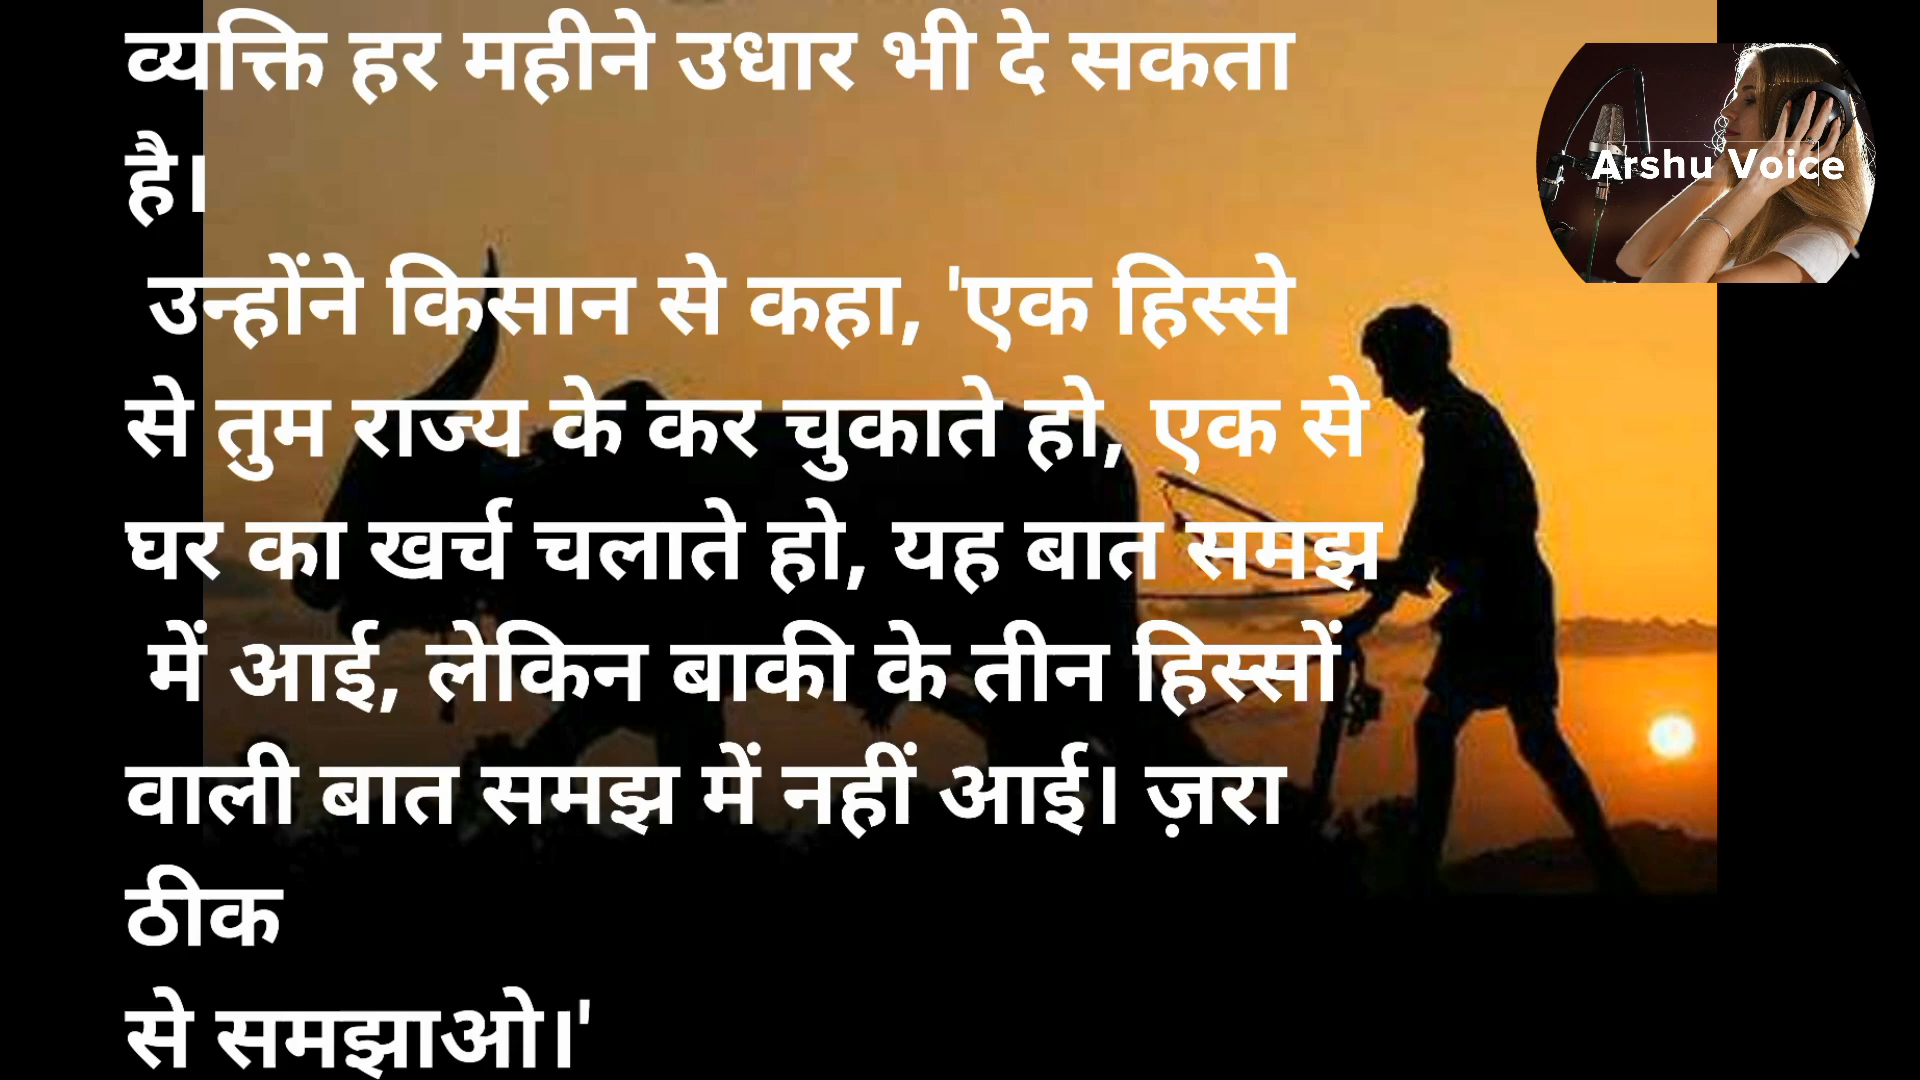 व्यक्ति हर महीने उधार भी दे सकता
है।
उन्होंने किसान से कहा, 'एक हिस्से
से तुम राज्य के कर चुकाते हो, एक से
घर का खर्च चलाते हो, यह बात समझ
में आई, लेकिन बाकी के तीन हिस्सों
वाली बात समझ में नहीं आई। ज़रा
ठीक
से समझाओ।'
Arshu Voice